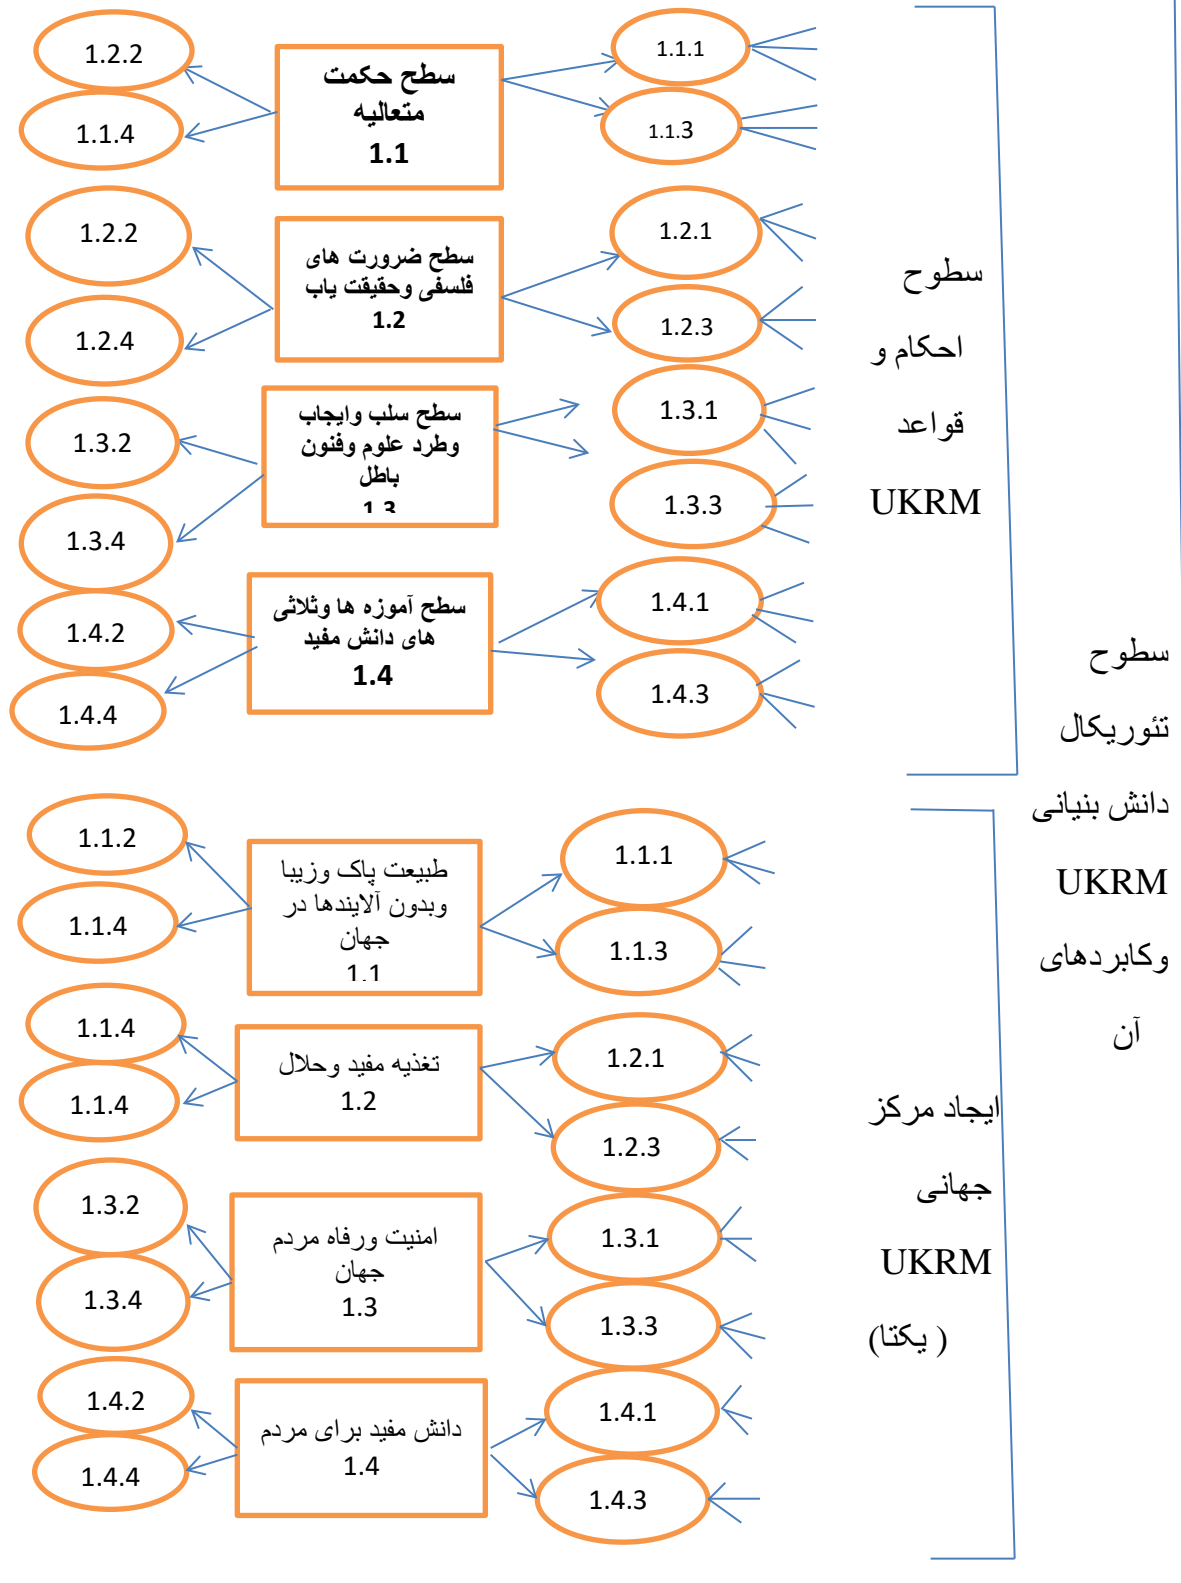 سطوح
تئوریکال
دانش بنیانی
UKRM
وکابردهای
آن
سطوح
احکام و
قواعد
UKRM
1.1.1
1.1.3
سطح حکمت
متعالیه
1.1
1.2.2
1.1.4
1.2.1
1.2.3
سطح ضرورت های
فلسفی وحقیقت یاب
1.2
1.2.2
1.2.4
1.3.1
1.3.3
سطح سلب وایجاب
وطرد علوم وفنون
باطل
1.3
1.3.2
1.3.4
1.4.1
1.4.3
سطح آموزه ها وثلاثی
های دانش مفید
1.4
1.4.2
1.4.4
ایجاد مرکز
جهانی
UKRM
( یکتا)
1.1.1
1.1.3
طبیعت پاک وزیبا
وبدون آلایندها در
جهان
1.1
1.1.2
1.1.4
1.2.1
1.2.3
تغذیه مفید وحلال
1.2
1.1.4
1.1.4
1.3.1
1.3.3
امنیت ورفاه مردم
جهان
1.3
1.3.2
1.3.4
1.4.1
1.4.3
دانش مفید برای مردم
1.4
1.4.2
1.4.4